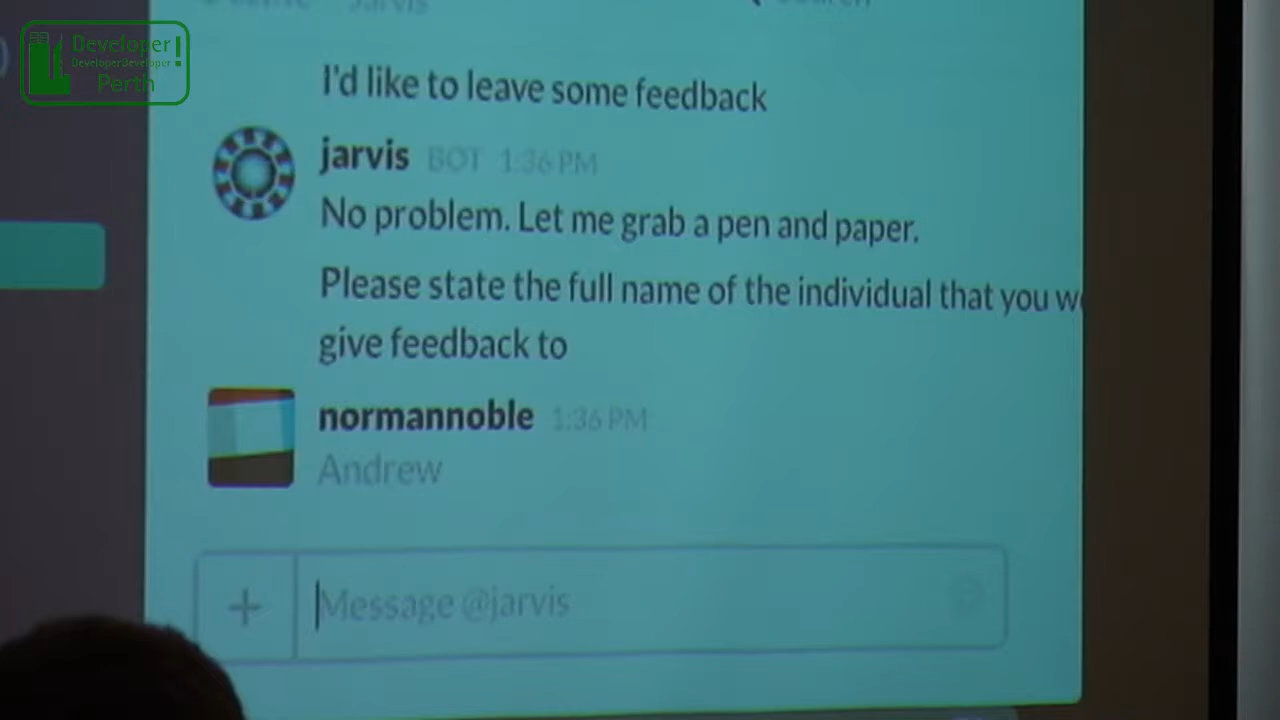 Developer!
DeveloperDeveloper
Perth
Jarvis
I'd like to leave some feedback
jarvis BOT 1:36 PM
No problem. Let me grab a pen and paper.
Please state the full name of the individual that you
give feedback to
normannoble 1:36 PM
Andrew
+ Message @jarvis